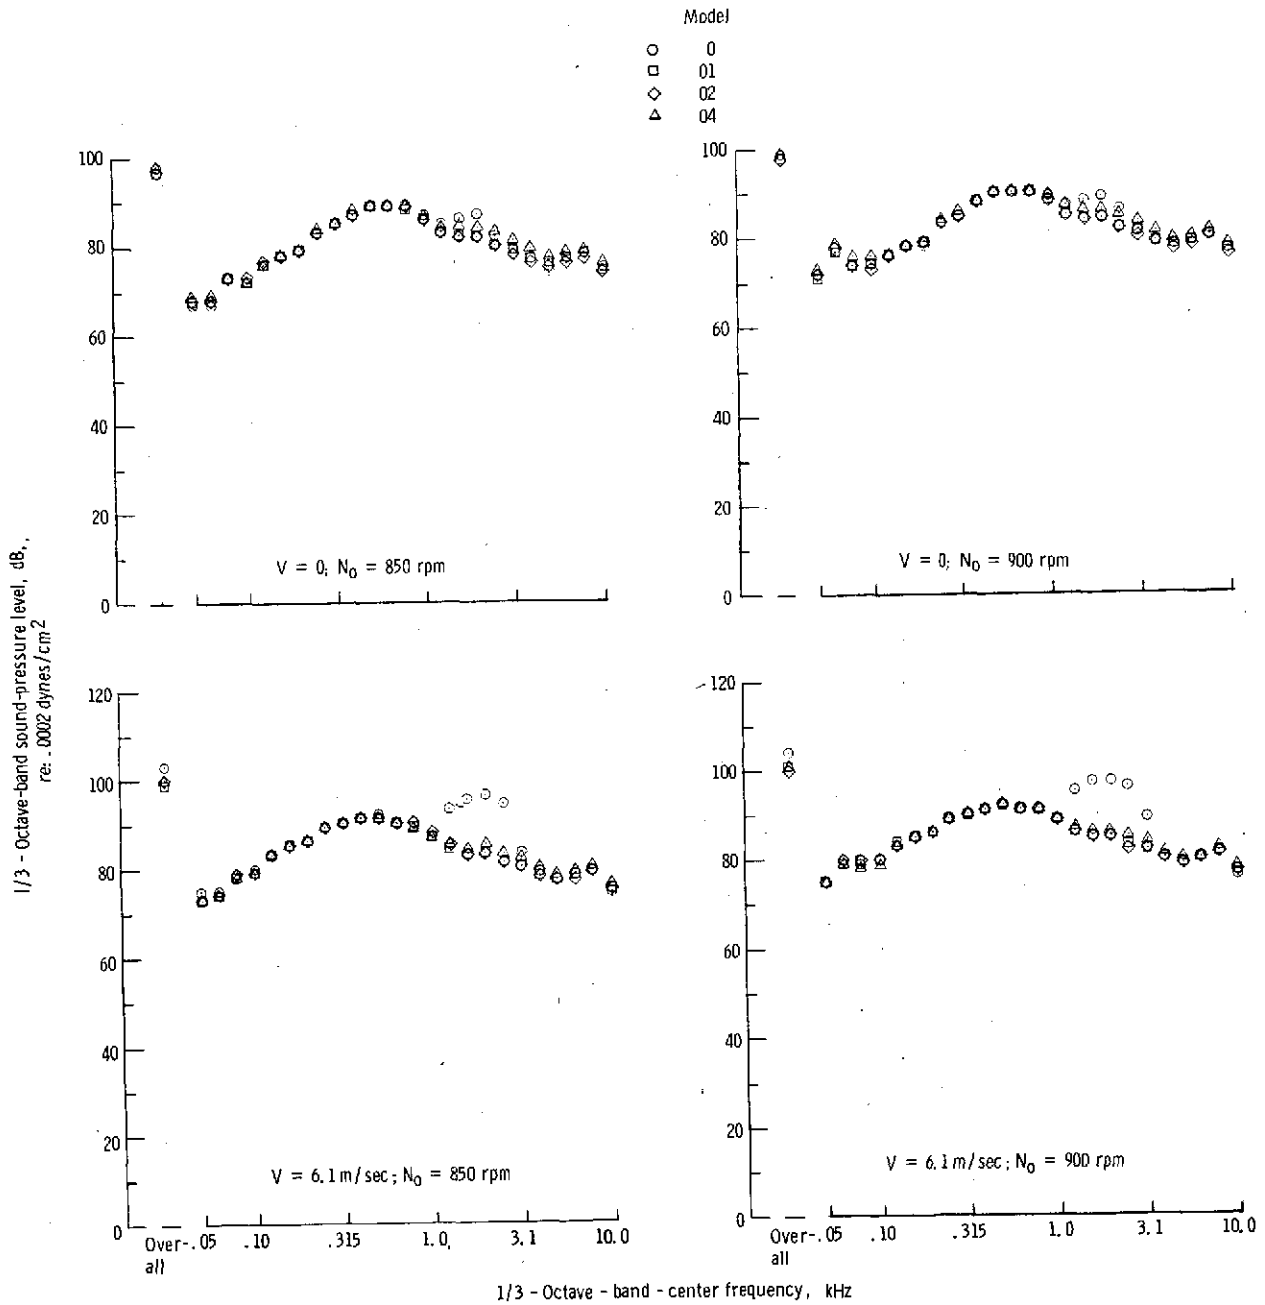 Model
0
01
02
04
100
80
60
40
20
0
V = 0; N₀ = 850 rpm
100
80
60
40
20
0
V = 0; N₀ = 900 rpm
1/3 - Octave-band sound-pressure level, dB,,
re: .0002 dynes/cm²
120
100
80
60
40
20
0
V = 6.1 m/sec; N₀ = 850 rpm
Over-
all
.05 .10 .315 1.0, 3.1 10.0
120
100
80
60
40
20
0
V = 6.1 m/sec; N₀ = 900 rpm
Over-
all
.05 .10 .315 1.0 3.1 10.0
1/3 - Octave - band - center frequency, kHz